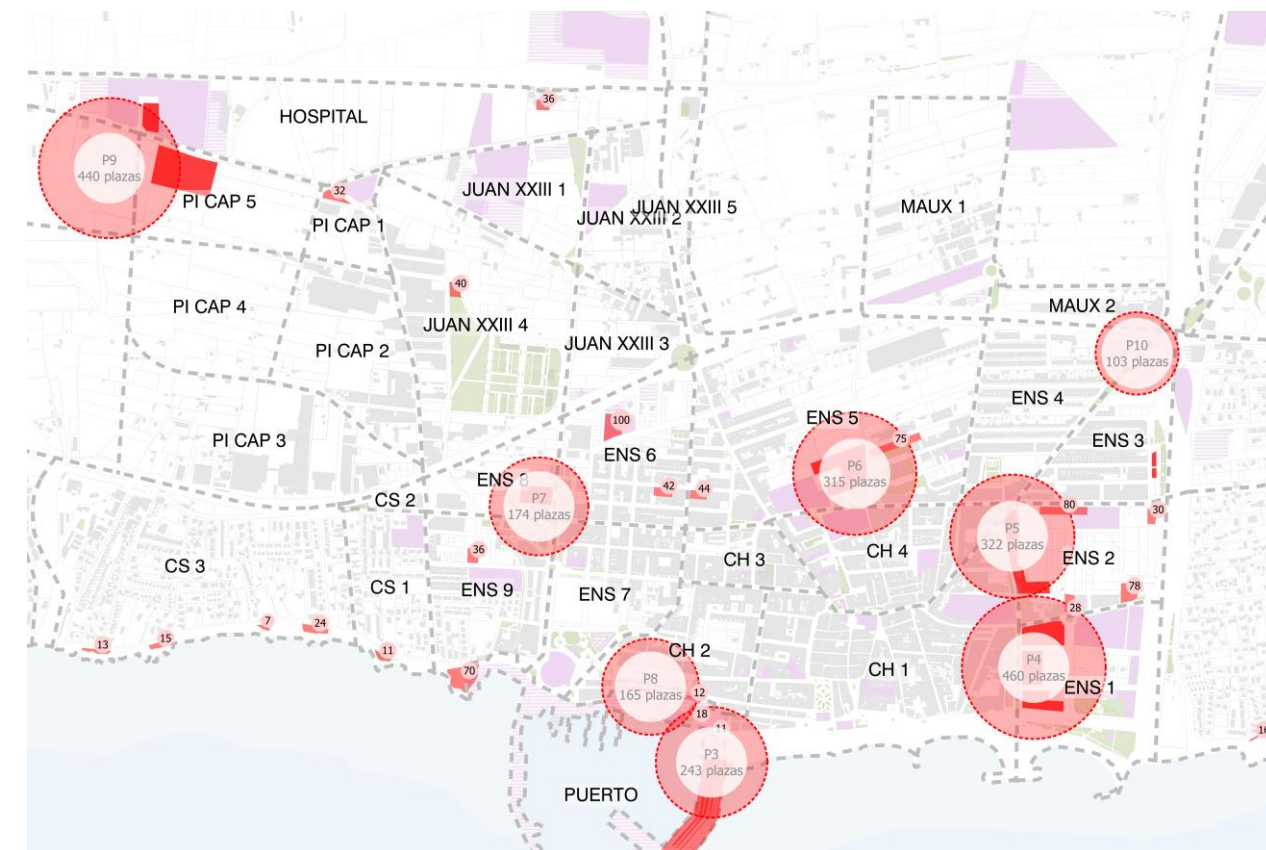 36
HOSPITAL
P9
440 plazas
PI CAP 5
32
PI CAP 1
JUAN XXIII 1
JUAN XXIII 2
JUAN XXIII 5
MAUX 1
40
PI CAP 4
JUAN XXIII 4
MAUX 2
PI CAP 2
JUAN XXIII 3
P10
103 plazas
ENS 4
100
ENS 5
75
ENS 3
PI CAP 3
ENS 6
P6
315 plazas
ENS 8
42
44
P7
174 plazas
CS 2
80
30
P5
322 plazas
36
CH 3
CH 4
ENS 2
CS 3
CS 1
ENS 9
ENS 7
78
28
7
24
13
15
11
CH 2
70
P8
165 plazas
CH 1
P4
460 plazas
ENS 1
12
18
11
16
P3
243 plazas
PUERTO